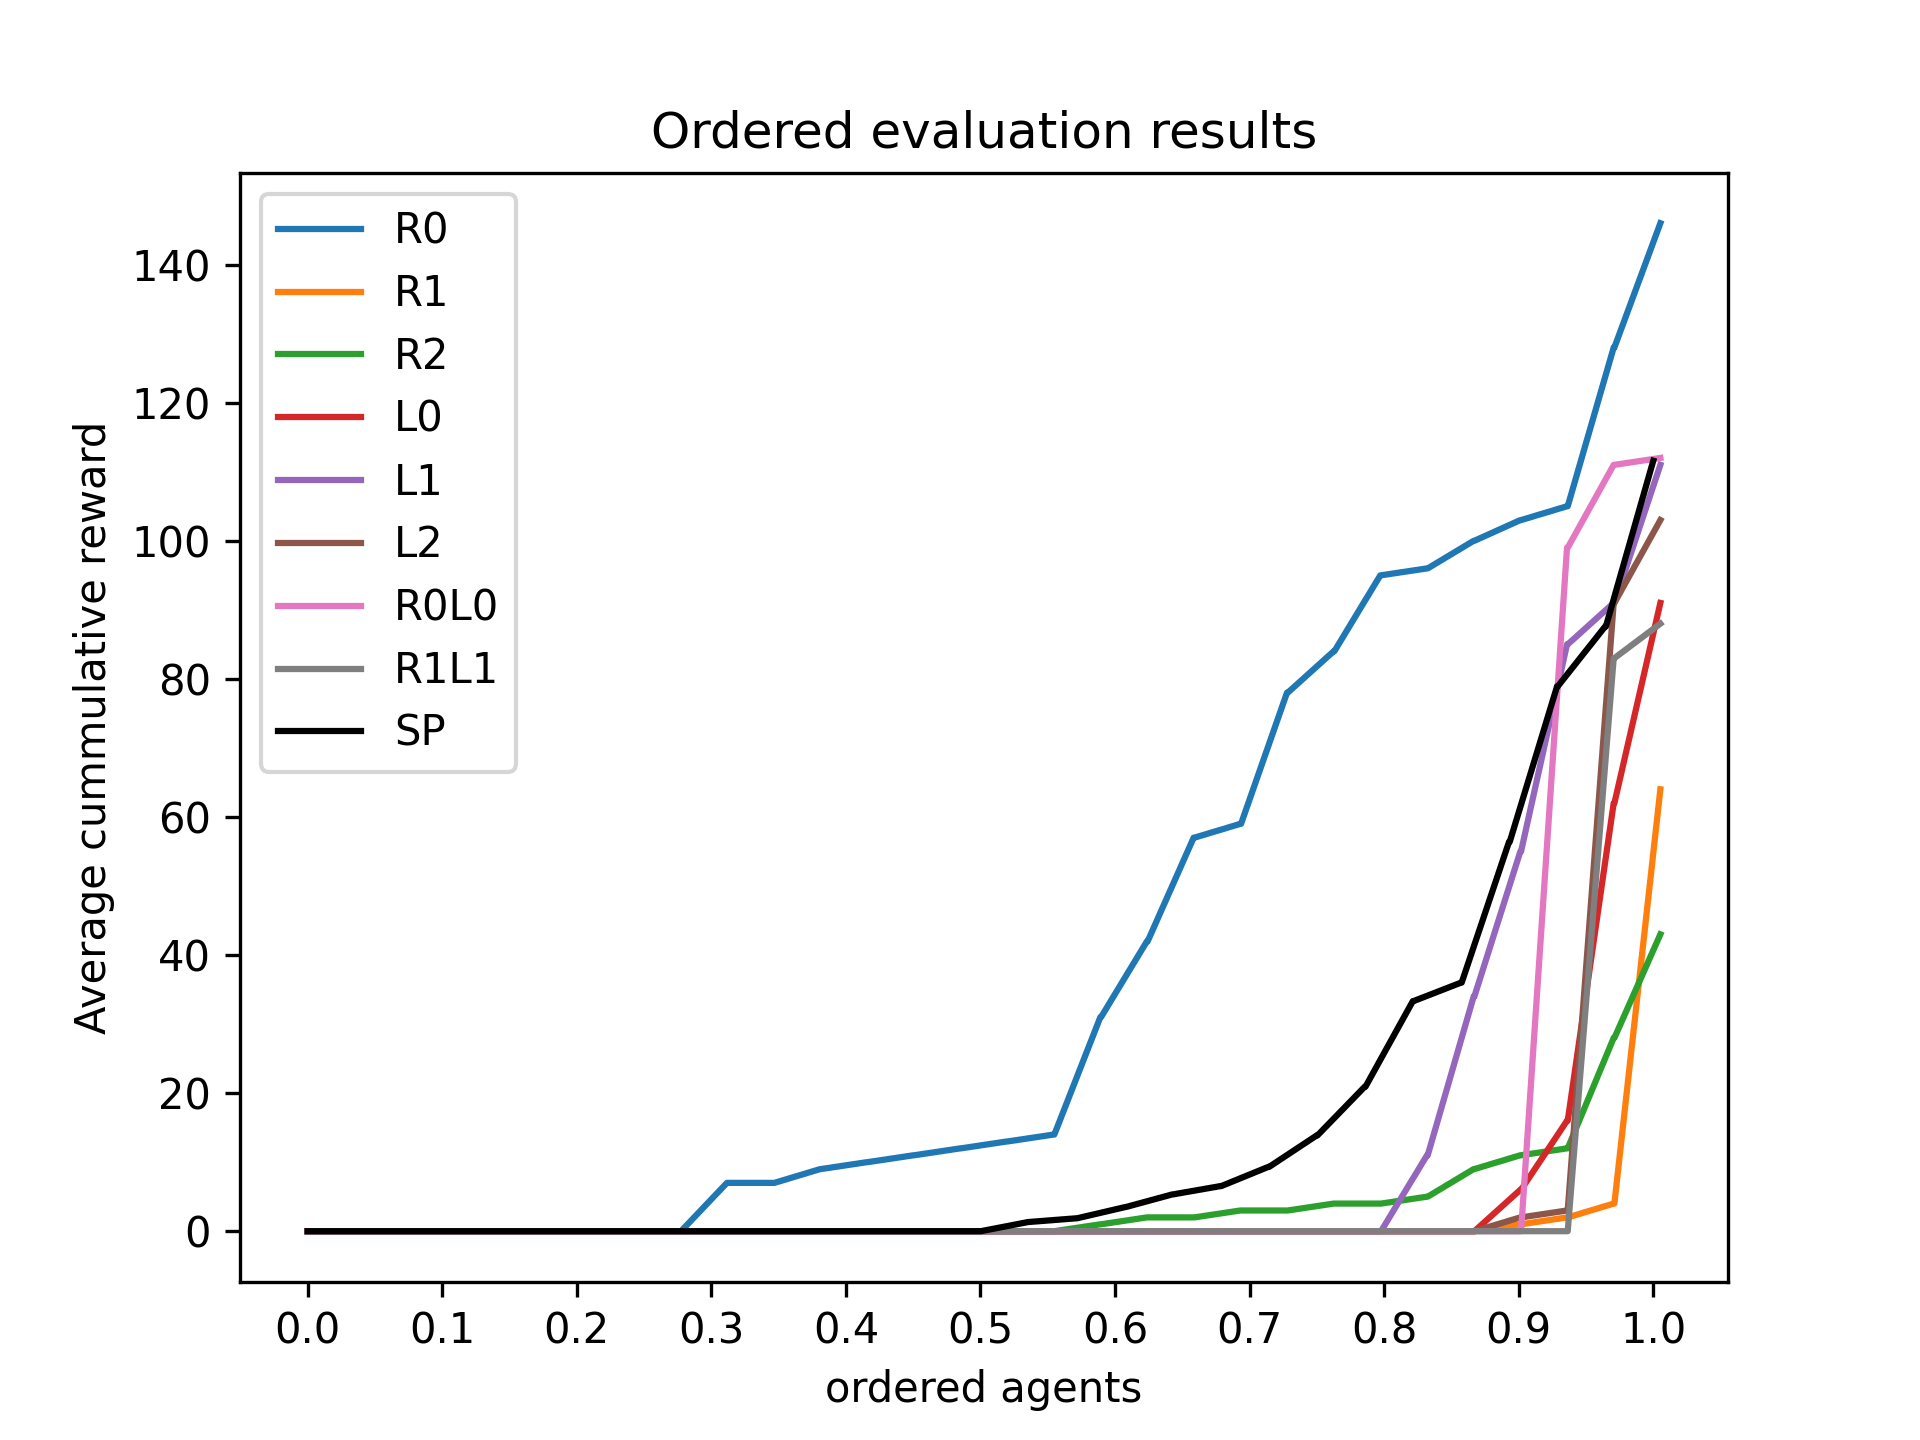 Ordered evaluation results
R0
R1
R2
L0
L1
L2
R0L0
R1L1
SP
140
120
100
80
60
40
20
0
Average cummulative reward
0.0 0.1 0.2 0.3 0.4 0.5 0.6 0.7 0.8 0.9 1.0
ordered agents